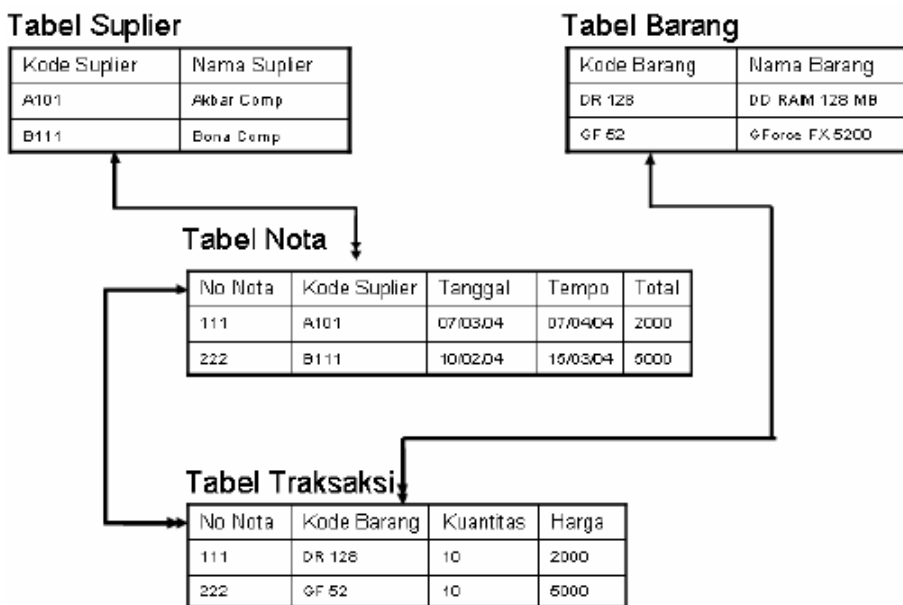 Tabel Suplier
Kode Suplier Nama Suplier
A101 Akbar Comp
B111 Bona Comp
Tabel Barang
Kode Barang Nama Barang
DR 128 DD RAM 128 MB
GF 52 GForce FX 5200
Tabel Nota
No Nota Kode Suplier Tanggal Tempo Total
111 A101 07/03/04 07/04/04 2000
222 B111 10/02/04 15/03/04 5000
Tabel Traksaksi
No Nota Kode Barang Kuantitas Harga
111 DR 128 10 2000
222 GF 52 10 5000